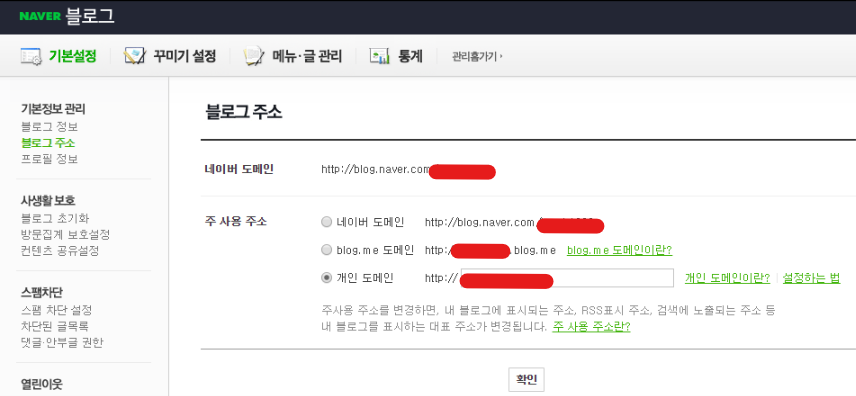 NAVER 블로그
기본설정 꾸미기 설정 메뉴·글 관리 통계 관리홈가기 ›
기본정보 관리
블로그 정보
블로그 주소
프로필 정보
사생활 보호
블로그 초기화
방문집계 보호설정
컨텐츠 공유설정
스팸차단
스팸 차단 설정
차단된 글목록
댓글·안부글 권한
열린이웃
블로그 주소
네이버 도메인 http://blog.naver.com
주 사용 주소
네이버 도메인 http://blog.naver.com/
blog.me 도메인 http:/ .blog.me blog.me 도메인이란?
개인 도메인 http:// 개인 도메인이란? | 설정하는 법
주사용 주소를 변경하면, 내 블로그에 표시되는 주소, RSS표시 주소, 검색에 노출되는 주소 등
내 블로그를 표시하는 대표 주소가 변경됩니다. 주 사용 주소란?
확인